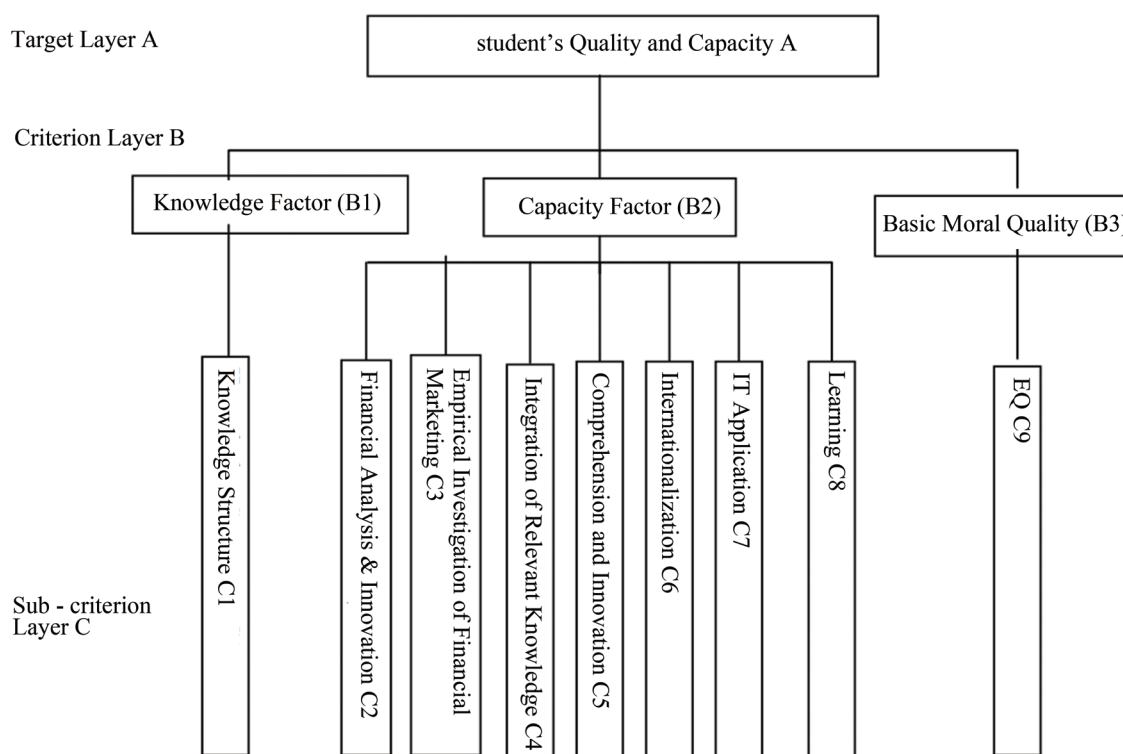 Target Layer A
student's Quality and Capacity A
Criterion Layer B
Knowledge Factor (B1)
Capacity Factor (B2)
Basic Moral Quality (B3)
Knowledge Structure C1
Financial Analysis & Innovation C2
Empirical Investigation of Financial
Marketing C3
Integration of Relevant Knowledge C4
Comprehension and Innovation C5
Internationalization C6
IT Application C7
Learning C8
EQ C9
Sub - criterion
Layer C